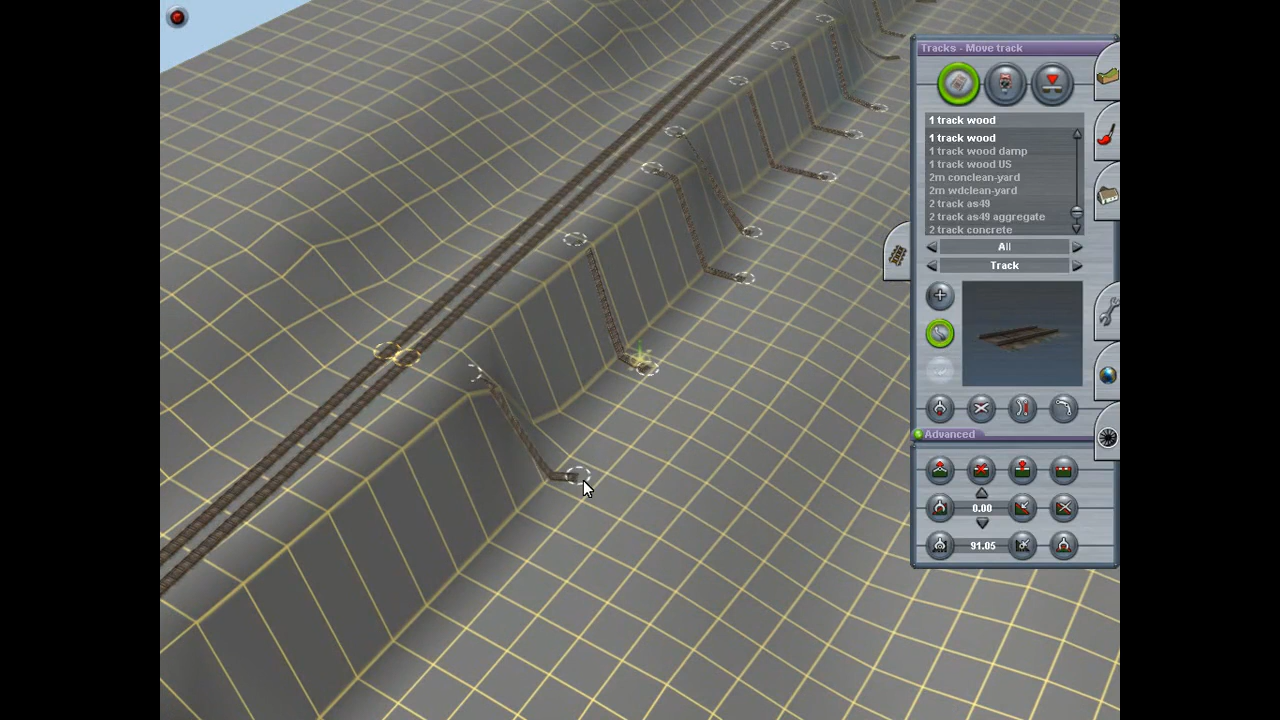 Tracks - Move track
1 track wood
1 track wood
1 track wood damp
1 track wood US
2m conclean-yard
2m wdclean-yard
2 track as49
2 track as49 aggregate
2 track concrete
All
Track
Advanced
0.00
91.05